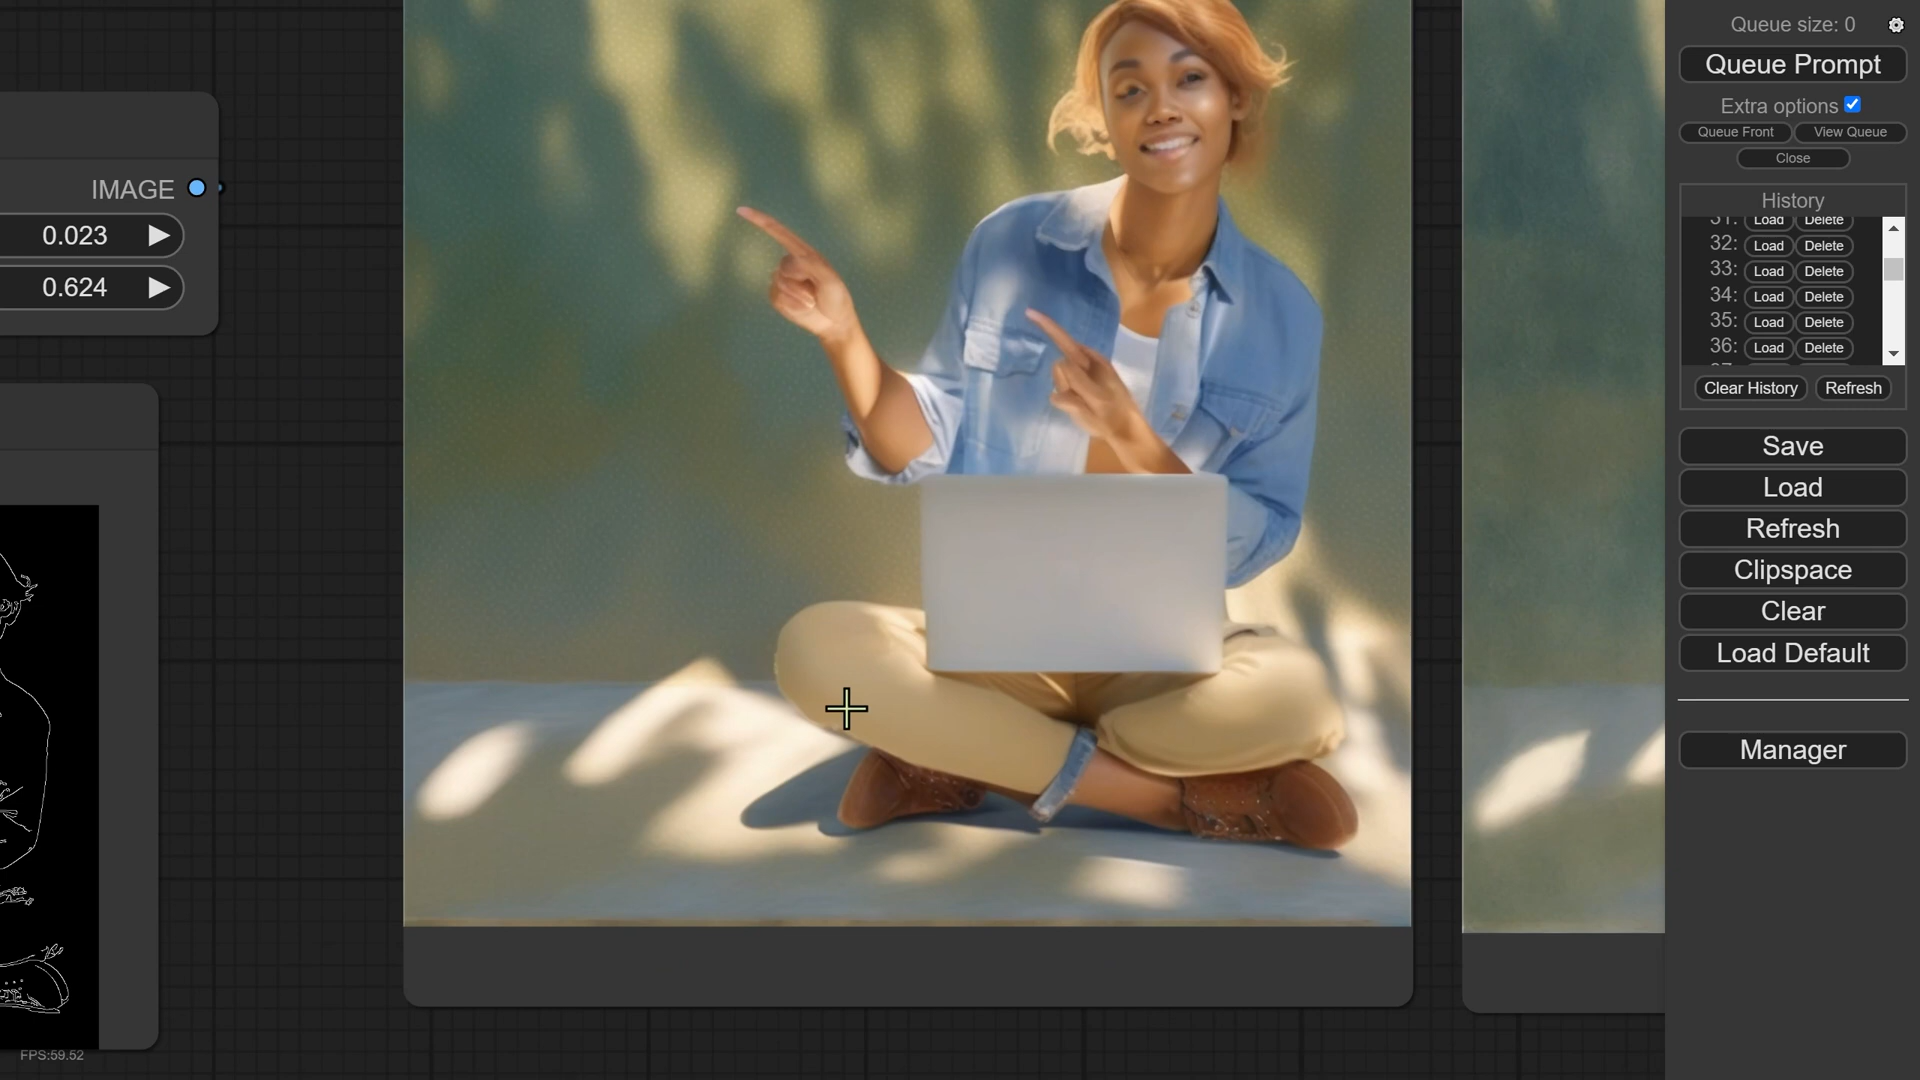 IMAGE
0.023
0.624
FPS:59.52
Queue size: 0
Queue Prompt
Extra options
Queue Front View Queue
Close
History
31: Load Delete
32: Load Delete
33: Load Delete
34: Load Delete
35: Load Delete
36: Load Delete
Clear History Refresh
Save
Load
Refresh
Clipspace
Clear
Load Default
Manager